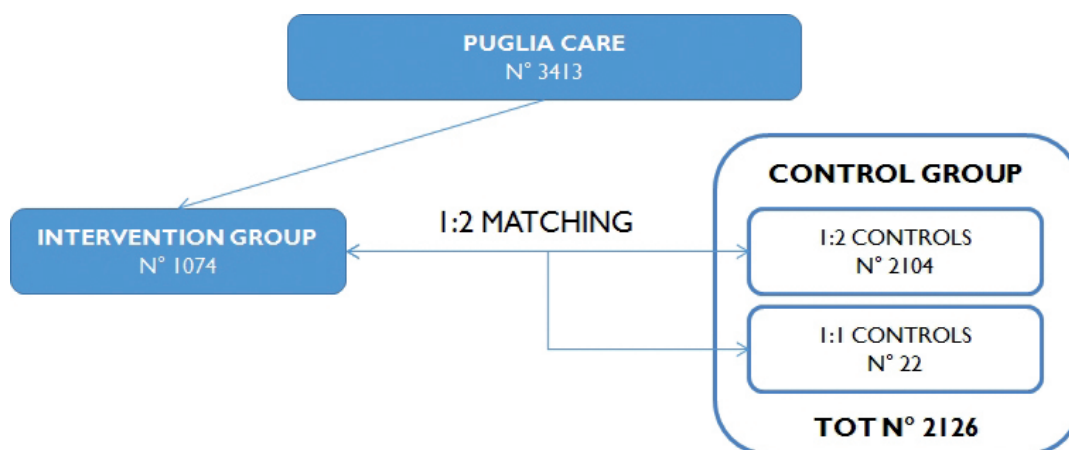 PUGLIA CARE
N° 3413
CONTROL GROUP
INTERVENTION GROUP
N° 1074
1:2 MATCHING
1:2 CONTROLS
N° 2104
1:1 CONTROLS
N° 22
TOT N° 2126